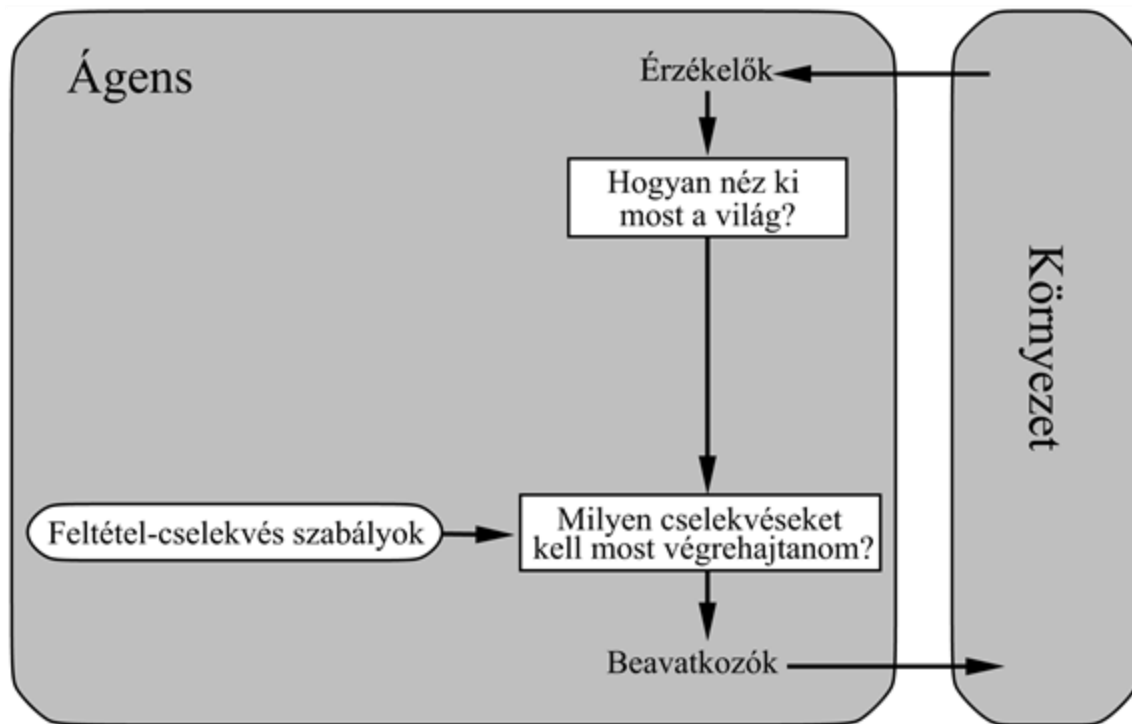 Ágens
Érzékelők
Hogyan néz ki
most a világ?
Környezet
Feltétel-cselekvés szabályok
Milyen cselekvéseket
kell most végrehajtanom?
Beavatkozók